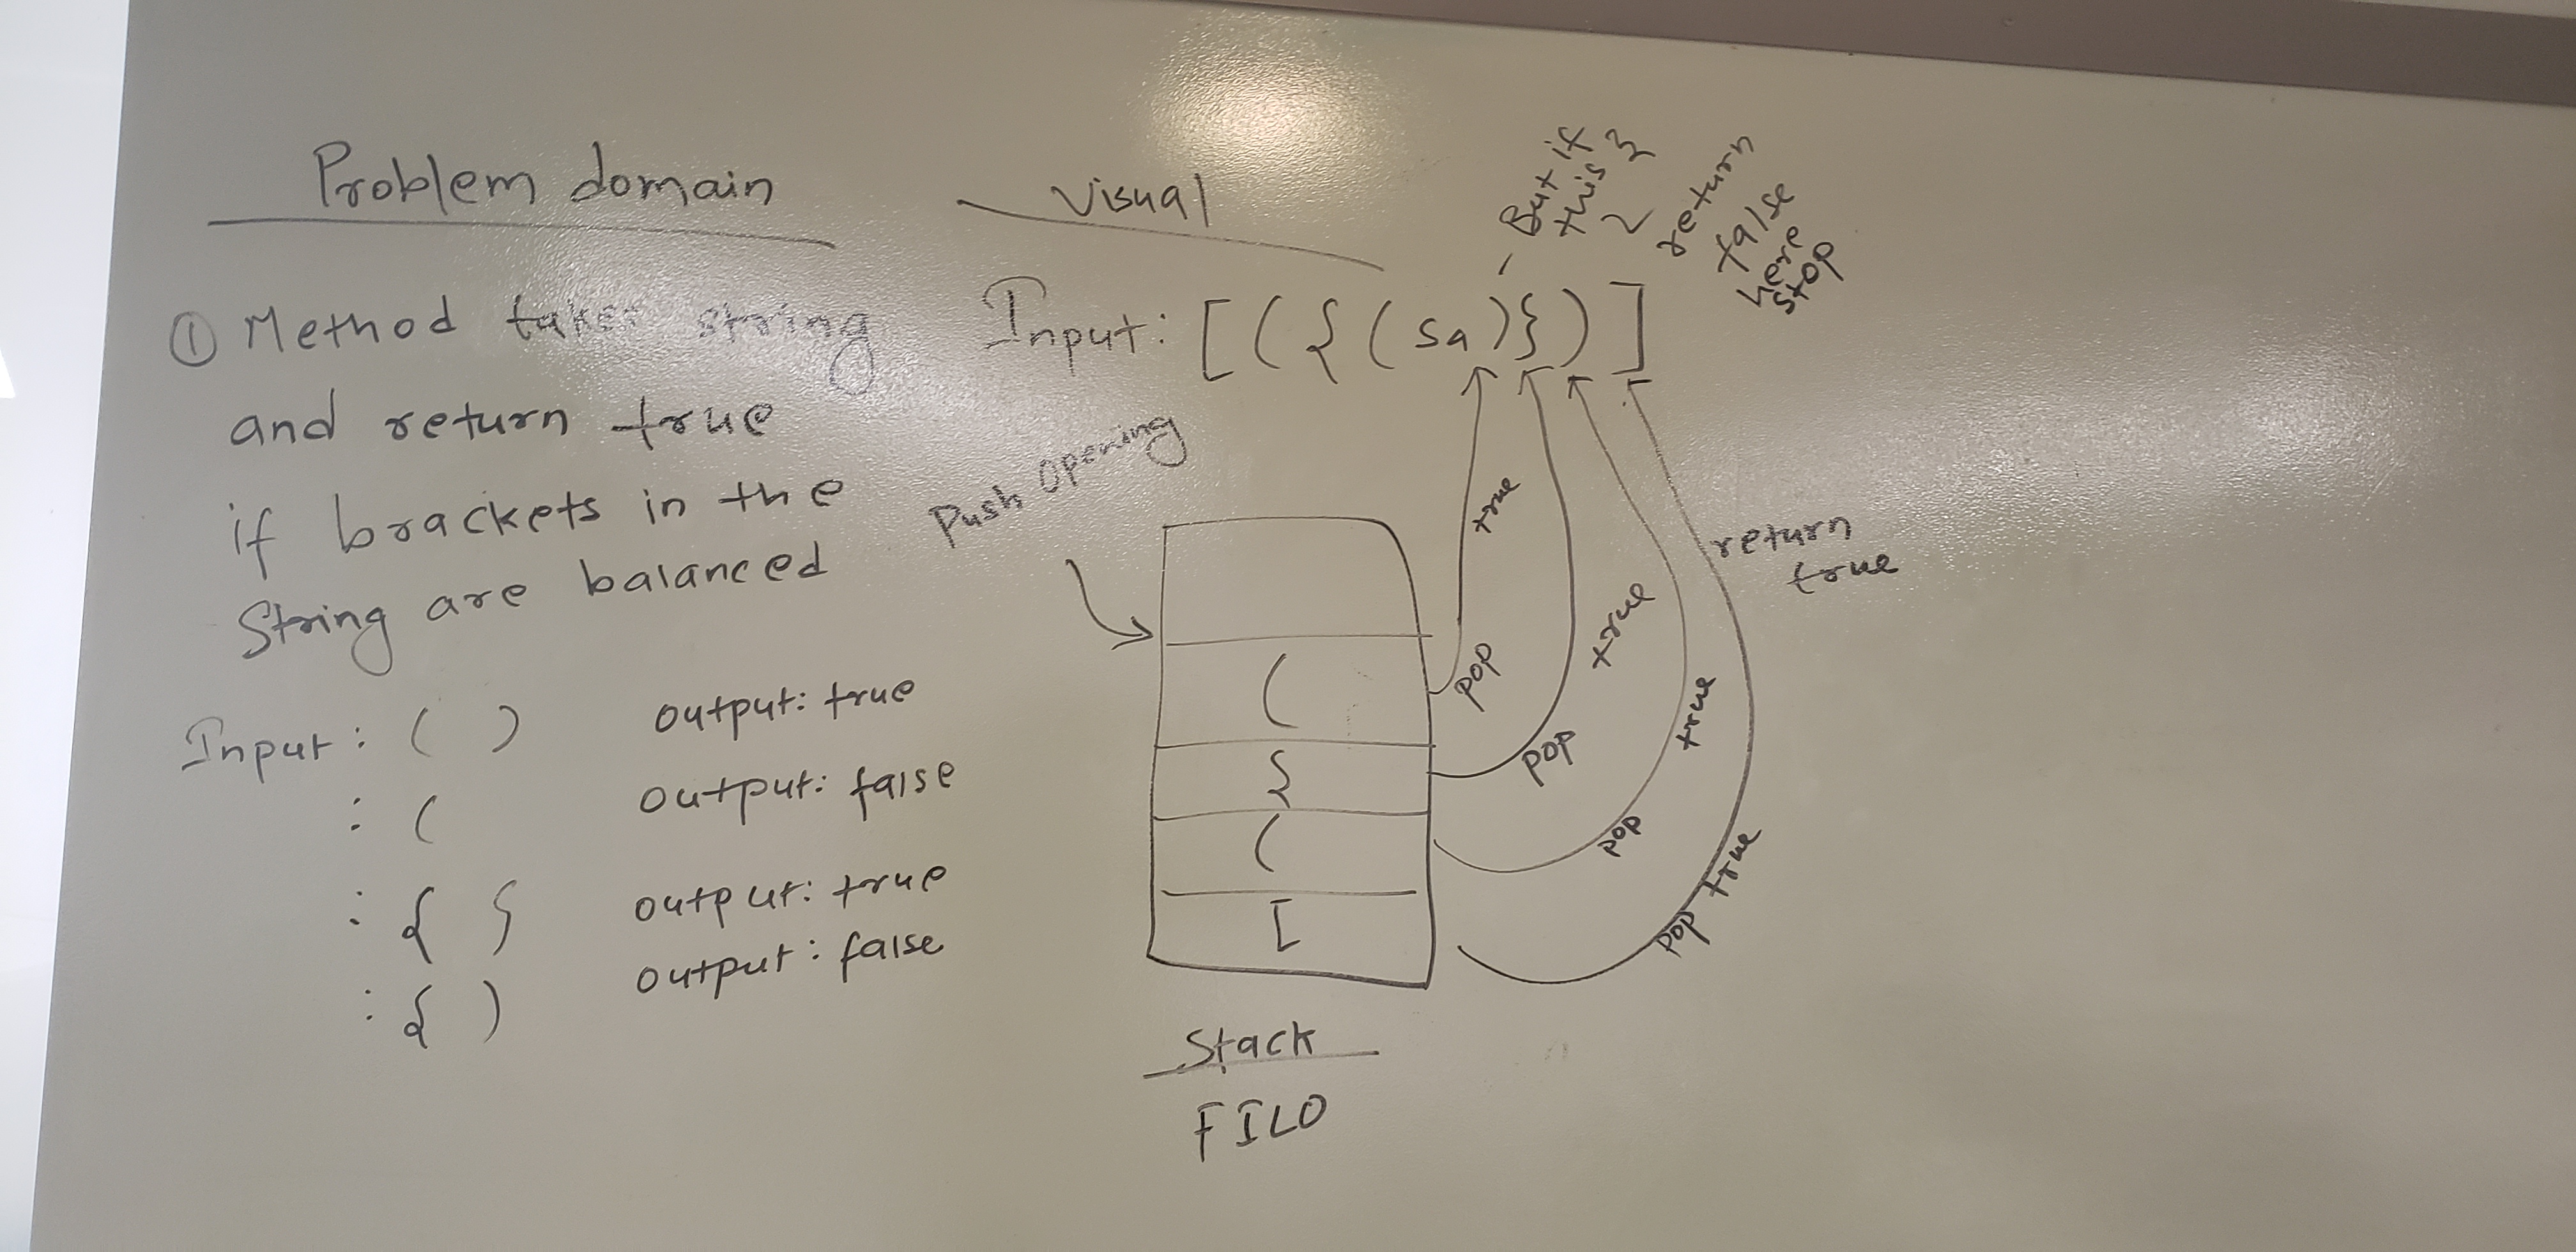 Problem domain
① Method takes string
and return true
if brackets in the
String are balanced
Input: ( ) output: true
: ( output: false
: { } output: true
: { ) output: false
Visual
- But if
this }
return
false
here
stop
Input: [ ( { ( sa ) } ) ]
Push opening
(
{
(
[
pop true
pop true
pop true
pop true
return
true
Stack
FILO